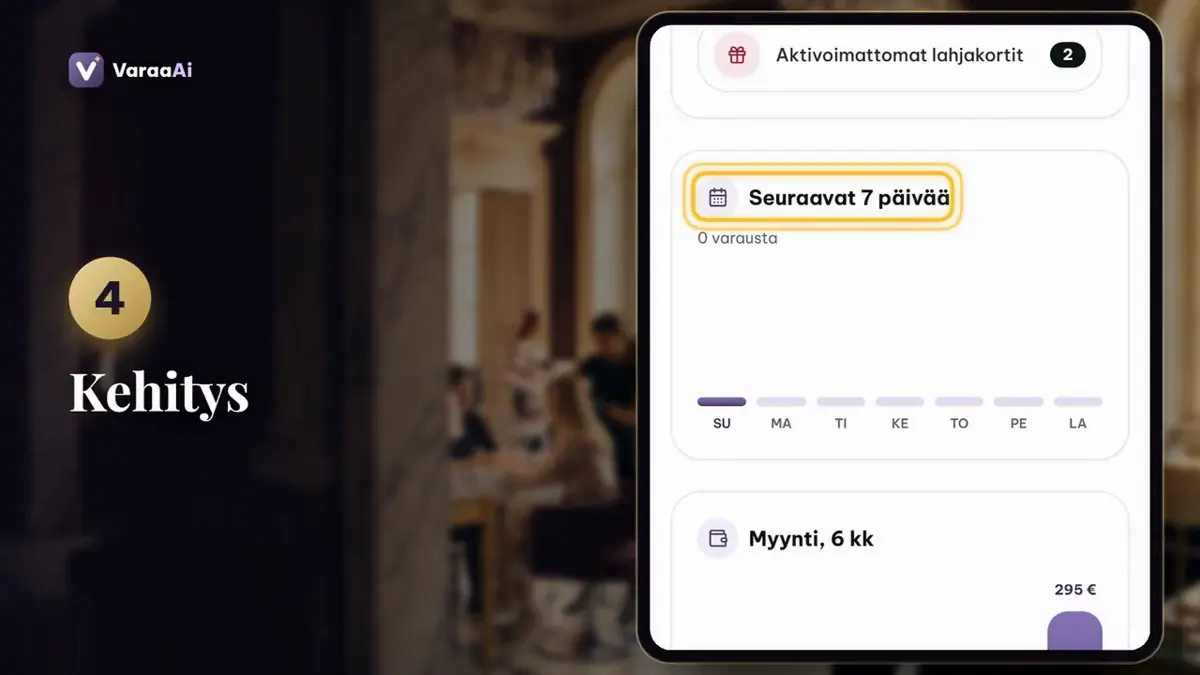 VaraaAi
4
Kehitys
Aktivoimattomat lahjakortit 2
Seuraavat 7 päivää
0 varausta
SU MA TI KE TO PE LA
Myynti, 6 kk
295 €